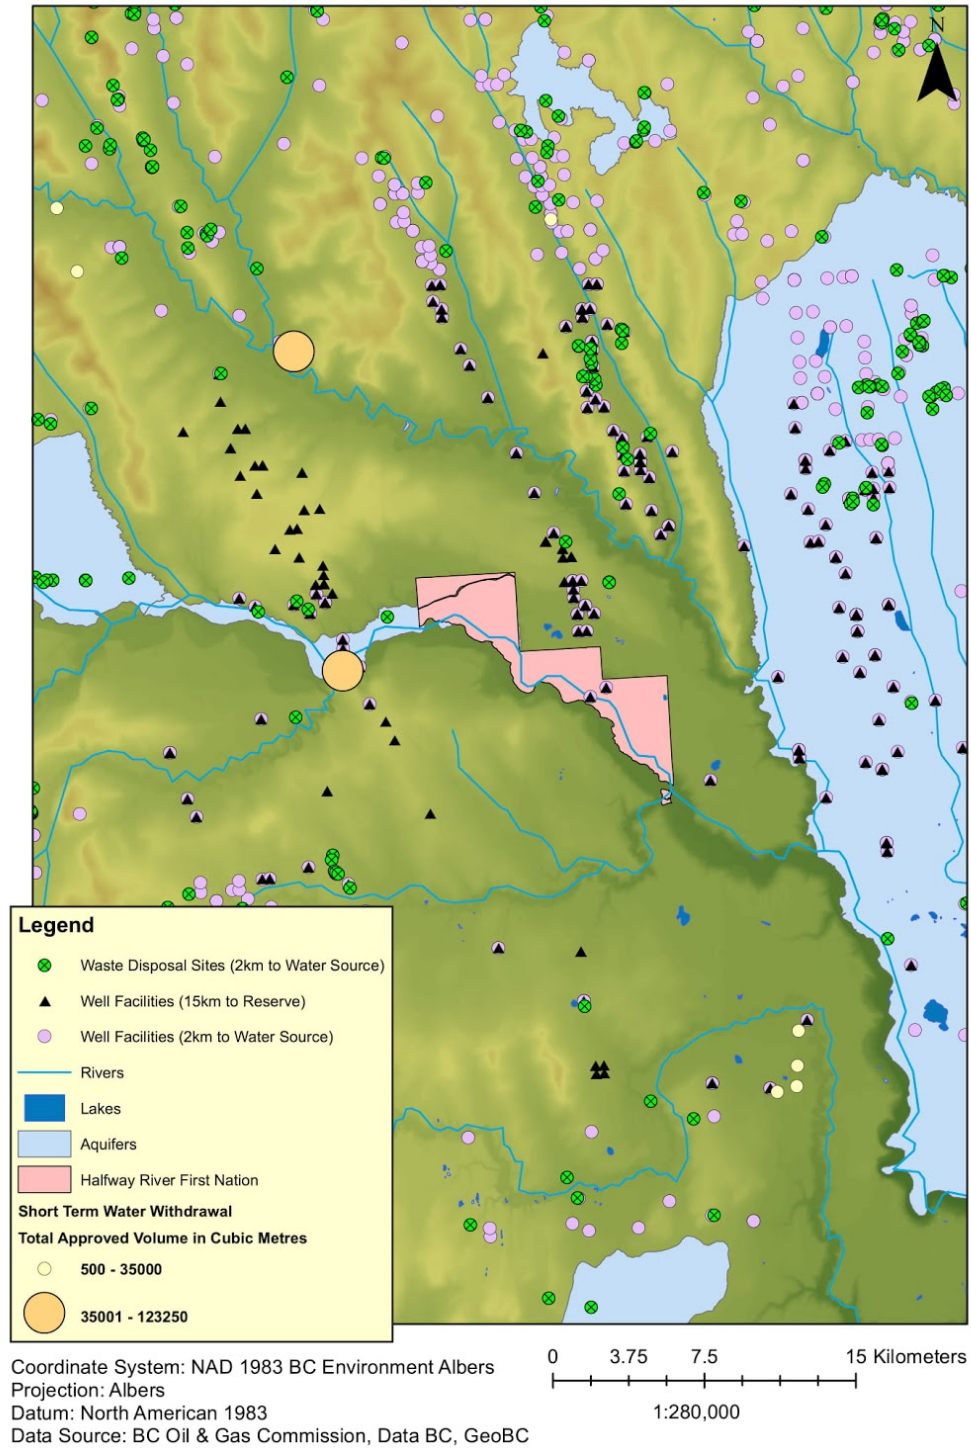 N
Legend
Waste Disposal Sites (2km to Water Source)
Well Facilities (15km to Reserve)
Well Facilities (2km to Water Source)
Rivers
Lakes
Aquifers
Halfway River First Nation
Short Term Water Withdrawal
Total Approved Volume in Cubic Metres
500 - 35000
35001 - 123250
Coordinate System: NAD 1983 BC Environment Albers
Projection: Albers
Datum: North American 1983
Data Source: BC Oil & Gas Commission, Data BC, GeoBC
0 3.75 7.5 15 Kilometers
1:280,000